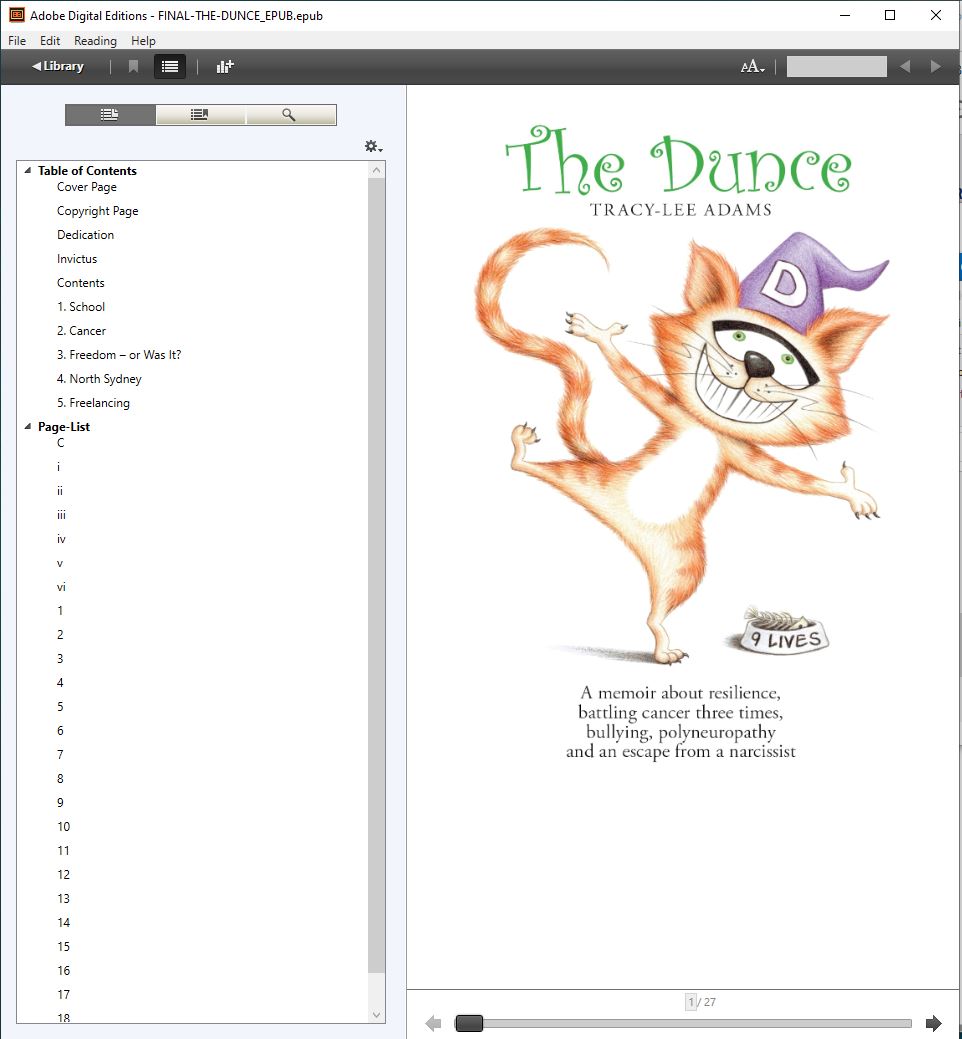 Adobe Digital Editions - FINAL-THE-DUNCE_EPUB.epub
File Edit Reading Help
Library
AA
Table of Contents
Cover Page
Copyright Page
Dedication
Invictus
Contents
1. School
2. Cancer
3. Freedom – or Was It?
4. North Sydney
5. Freelancing
Page-List
C
i
ii
iii
iv
v
vi
1
2
3
4
5
6
7
8
9
10
11
12
13
14
15
16
17
18
The Dunce
TRACY-LEE ADAMS
D
9 LIVES
A memoir about resilience,
battling cancer three times,
bullying, polyneuropathy
and an escape from a narcissist
1 / 27